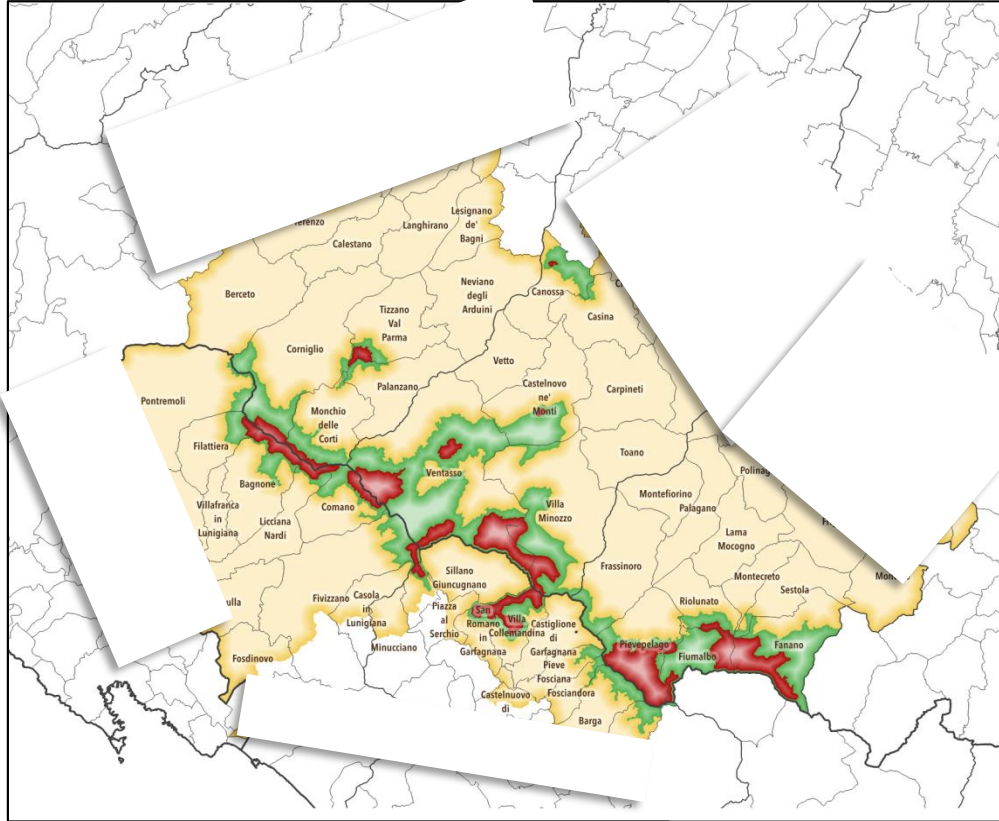 Lesignano
de'
Bagni
Langhirano
Calestano
Neviano
degli
Arduini
Berceto
Canossa
Casina
Tizzano
Val
Parma
Corniglio
Vetto
Palanzano
Castelnovo
ne'
Monti
Carpineti
Pontremoli
Monchio
delle
Corti
Filattiera
Toano
Ventasso
Bagnone
Villafranca
in
Lunigiana
Comano
Licciana
Nardi
Villa
Minozzo
Montefiorino
Palagano
Lama
Mocogno
Frassinoro
Montecreto
Sestola
Riolunato
Sillano
Giuncugnano
Fivizzano
Casola
in
Lunigiana
Piazza
al
Serchio
Minucciano
San
Romano
in
Garfagnana
Villa
Collemandina
Castiglione
di
Garfagnana
Pieve
Fosciana
Fosciandora
Pievepelago
Fiumalbo
Fanano
Fosdinovo
Castelnuovo
di
Barga